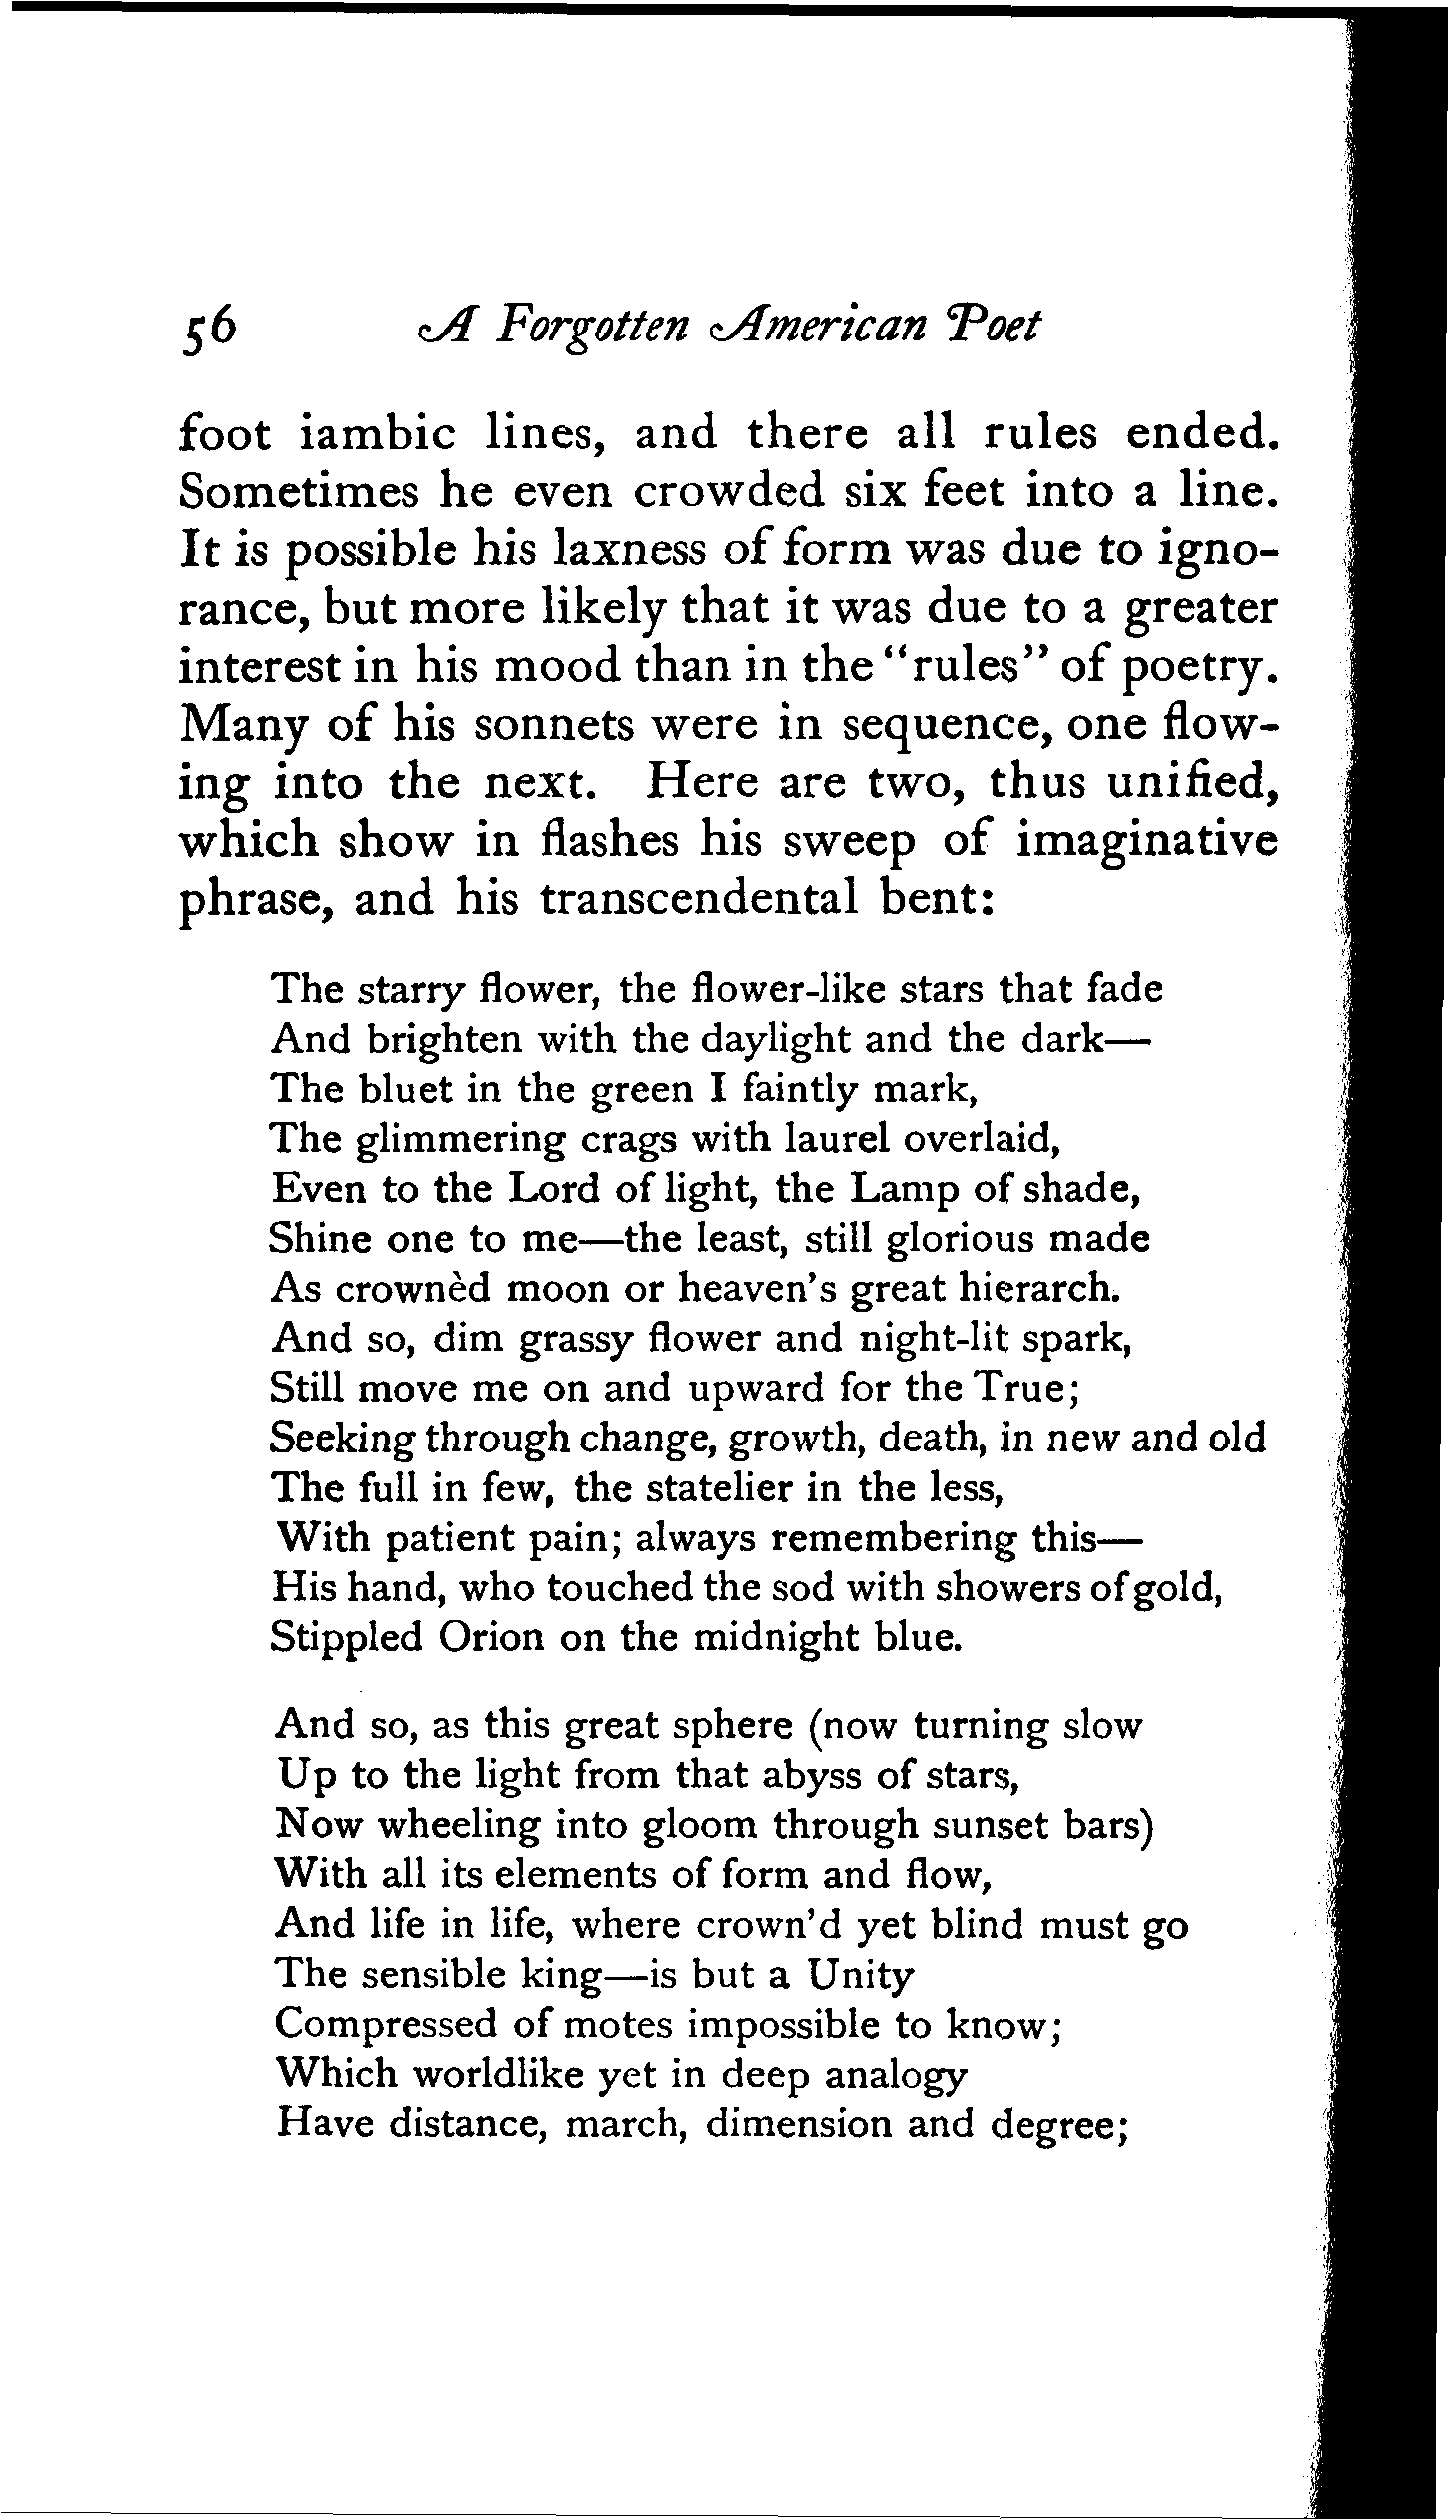 56 A Forgotten American Poet
foot iambic lines, and there all rules ended.
Sometimes he even crowded six feet into a line.
It is possible his laxness of form was due to igno-
rance, but more likely that it was due to a greater
interest in his mood than in the "rules" of poetry.
Many of his sonnets were in sequence, one flow-
ing into the next. Here are two, thus unified,
which show in flashes his sweep of imaginative
phrase, and his transcendental bent:
The starry flower, the flower-like stars that fade
And brighten with the daylight and the dark—
The bluet in the green I faintly mark,
The glimmering crags with laurel overlaid,
Even to the Lord of light, the Lamp of shade,
Shine one to me—the least, still glorious made
As crownèd moon or heaven's great hierarch.
And so, dim grassy flower and night-lit spark,
Still move me on and upward for the True;
Seeking through change, growth, death, in new and old
The full in few, the statelier in the less,
With patient pain; always remembering this—
His hand, who touched the sod with showers of gold,
Stippled Orion on the midnight blue.
And so, as this great sphere (now turning slow
Up to the light from that abyss of stars,
Now wheeling into gloom through sunset bars)
With all its elements of form and flow,
And life in life, where crown'd yet blind must go
The sensible king—is but a Unity
Compressed of motes impossible to know;
Which worldlike yet in deep analogy
Have distance, march, dimension and degree;